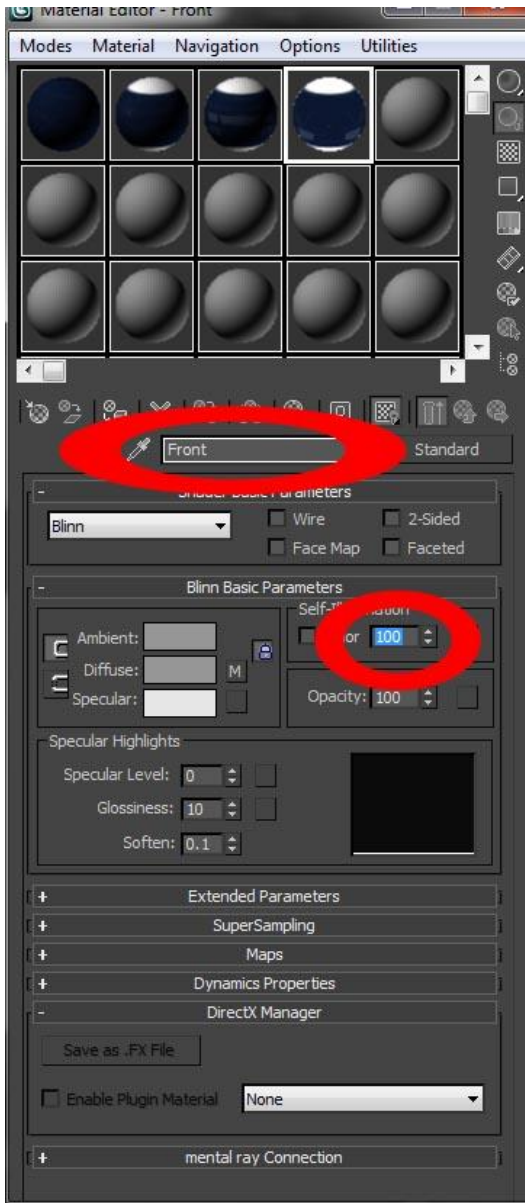 Material Editor - Front
Modes Material Navigation Options Utilities
Front Standard
Parameters
Blinn Wire 2-Sided
Face Map Faceted
Blinn Basic Parameters
Ambient: 100
Diffuse: M
Specular: Opacity: 100
Specular Highlights
Specular Level: 0
Glossiness: 10
Soften: 0.1
+ Extended Parameters
+ SuperSampling
+ Maps
+ Dynamics Properties
- DirectX Manager
Save as .FX File
Enable Plugin Material None
+ mental ray Connection